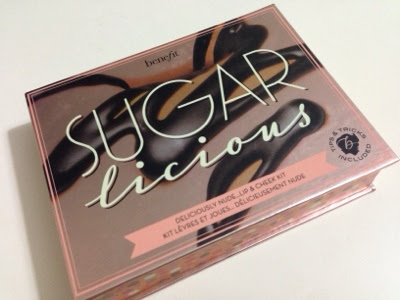 benefit
SUGAR
licious
DELICIOUSLY NUDE...LIP & CHEEK KIT
KIT LÈVRES ET JOUES... DÉLICIEUSEMENT NUDE
TIPS & TRICKS
b
INCLUDED